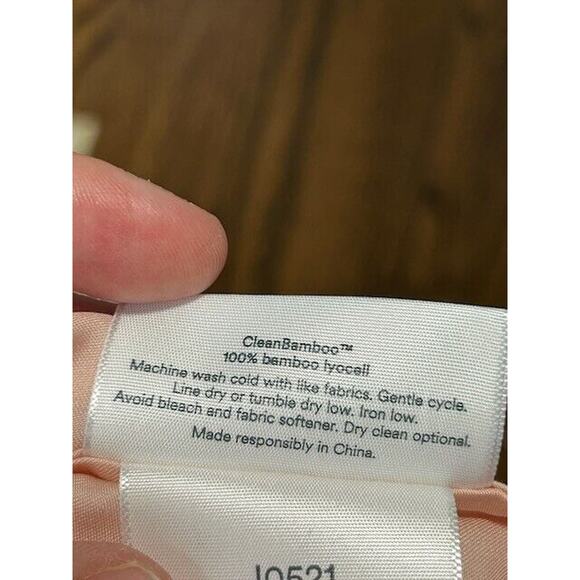 CleanBamboo™
100% bamboo lyocell
Machine wash cold with like fabrics. Gentle cycle.
Line dry or tumble dry low. Iron low.
Avoid bleach and fabric softener. Dry clean optional.
Made responsibly in China.
J0521